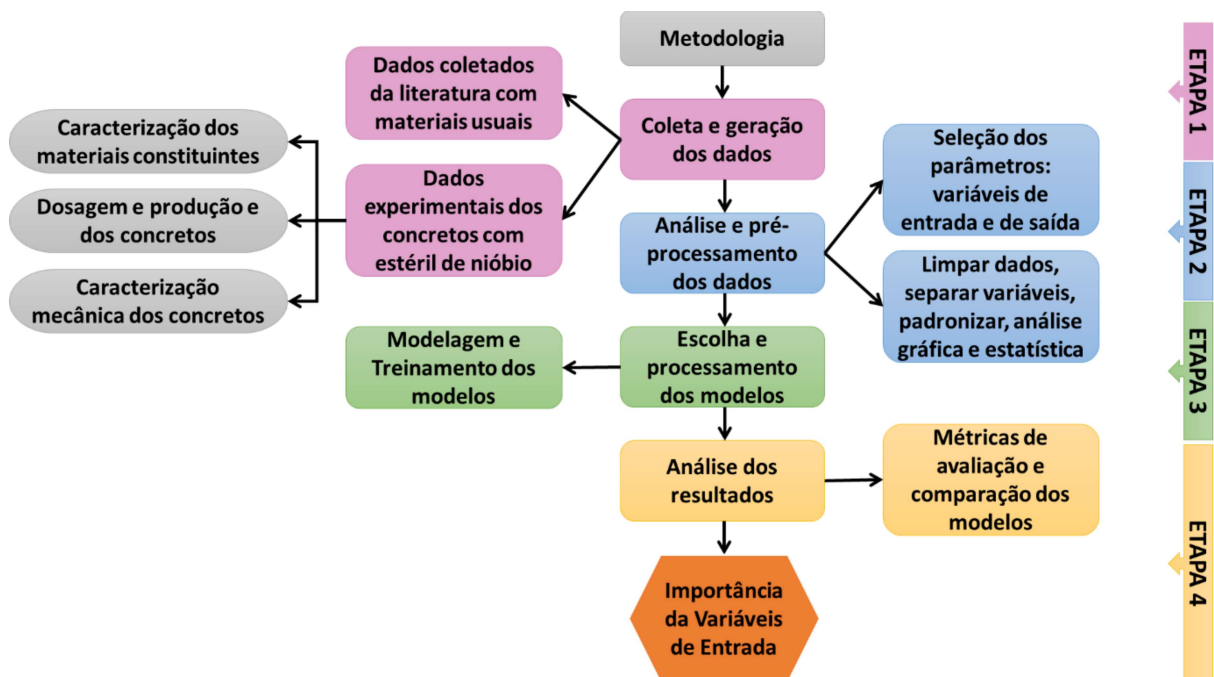 Metodologia
Dados coletados
da literatura com
materiais usuais
Coleta e geração
dos dados
ETAPA 1
Caracterização dos
materiais constituintes
Seleção dos
parâmetros:
variáveis de
entrada e de saída
Dados
experimentais dos
concretos com
estéril de nióbio
Dosagem e produção e
dos concretos
Análise e pré-
processamento
dos dados
ETAPA 2
Caracterização
mecânica dos concretos
Limpar dados,
separar variáveis,
padronizar, análise
gráfica e estatística
Modelagem e
Treinamento dos
modelos
Escolha e
processamento
dos modelos
ETAPA 3
Análise dos
resultados
Métricas de
avaliação e
comparação dos
modelos
ETAPA 4
Importância
da Variáveis
de Entrada